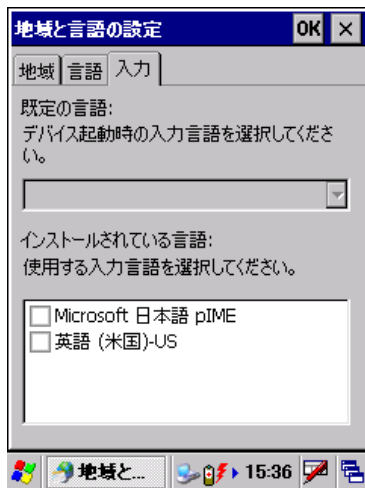 地域と言語の設定 OK ×
地域 言語 入力
既定の言語:
デバイス起動時の入力言語を選択してくださ
い。
インストールされている言語:
使用する入力言語を選択してください。
Microsoft 日本語 pIME
英語 (米国)-US
地域と... 15:36